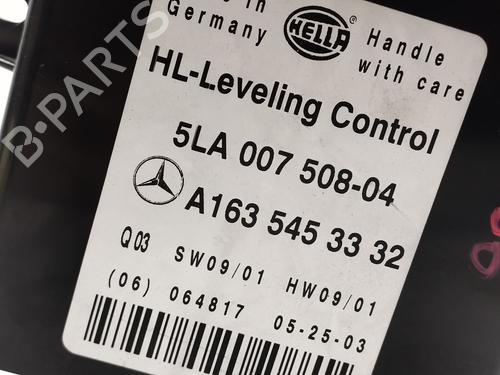 in
Germany
HELLA
Handle
with care
HL-Leveling Control
5LA 007 508-04
A163 545 33 32
Q03 SW09/01 HW09/01
(06) 064817 05-25-03
B-PARTS